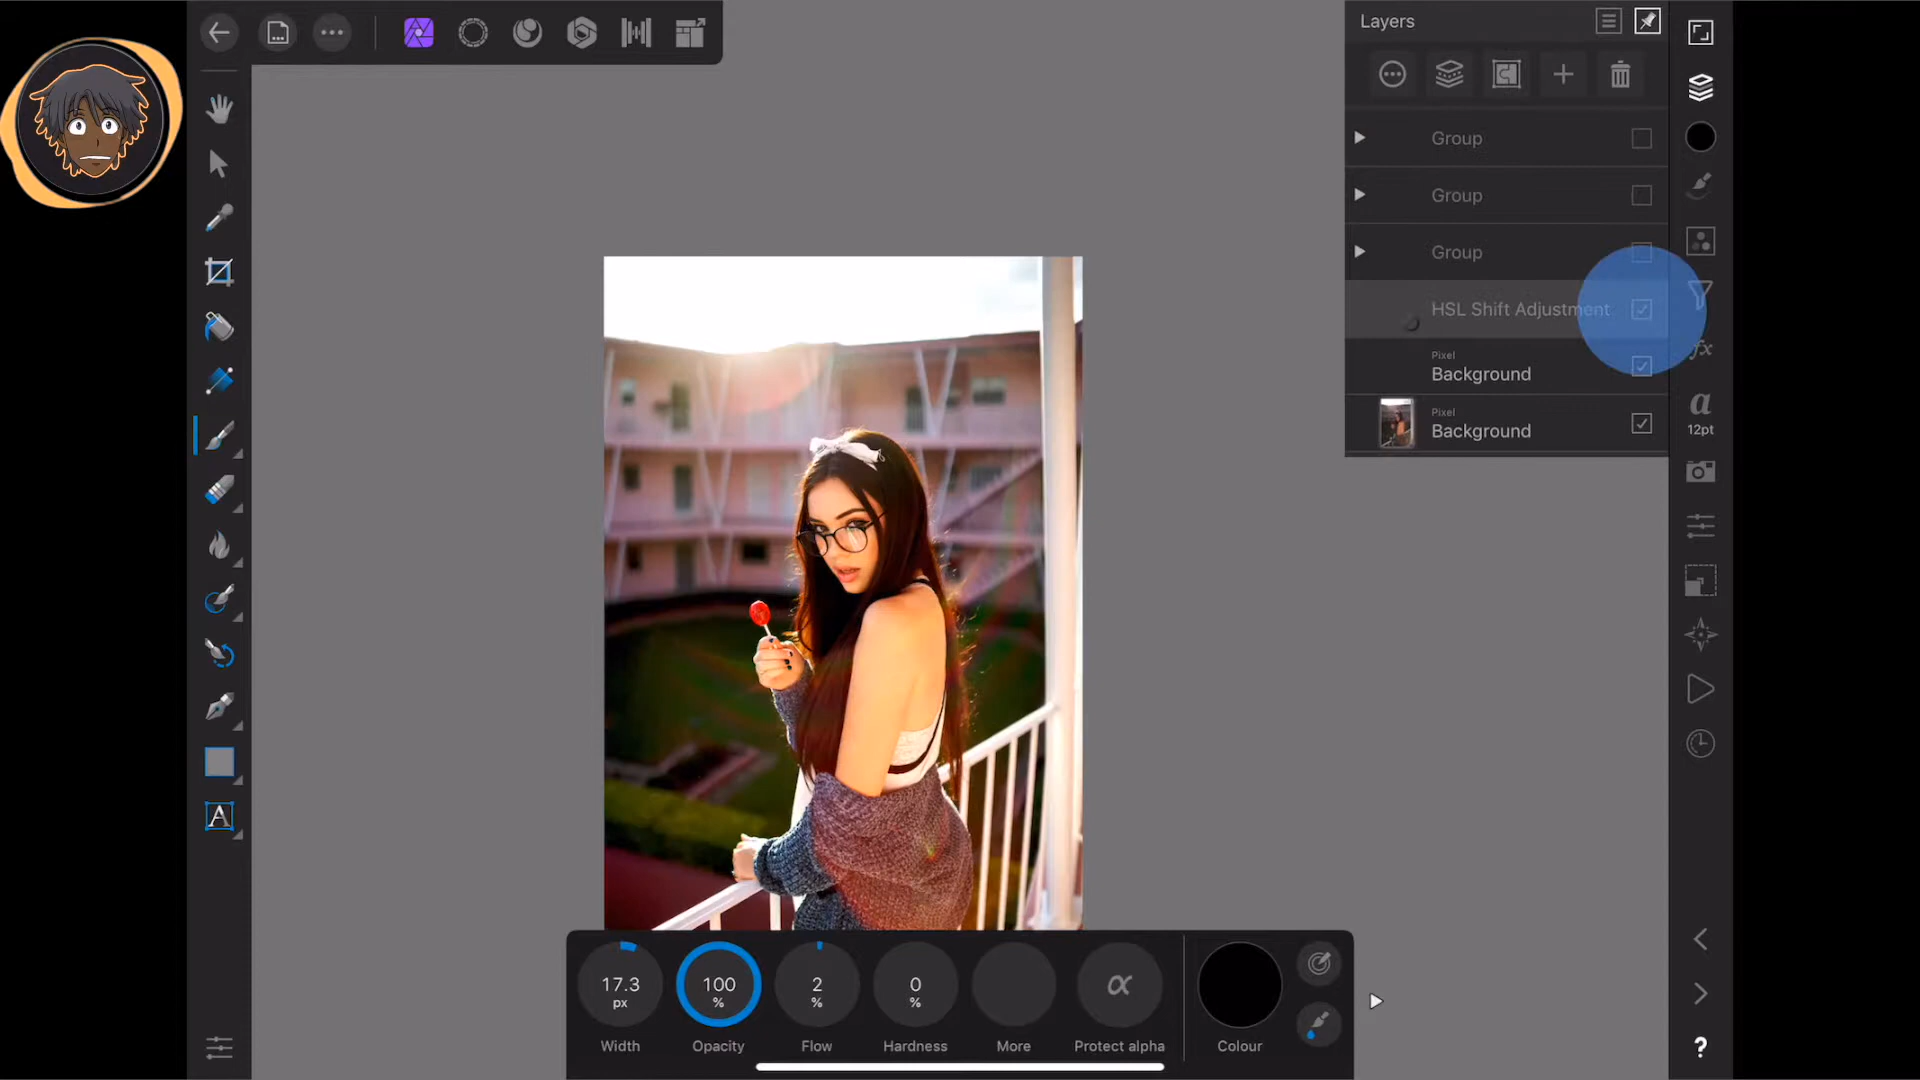 Layers
Group
Group
Group
HSL Shift Adjustment
Pixel
Background
Pixel
Background
fx
a
12pt
A
17.3
px
100
%
2
%
0
%
α
Width
Opacity
Flow
Hardness
More
Protect alpha
Colour
?